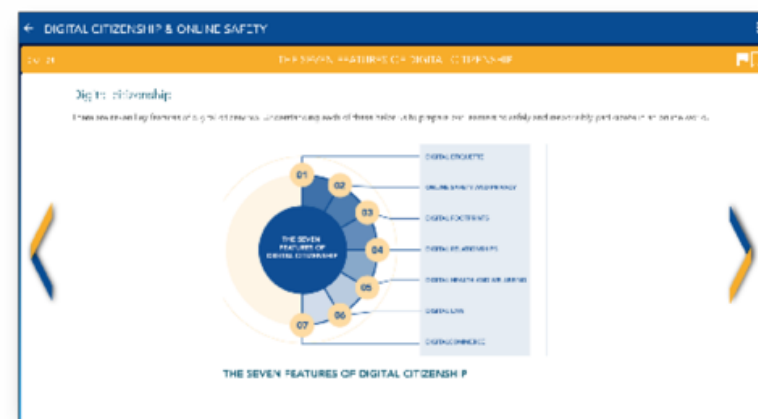 DIGITAL CITIZENSHIP & ONLINE SAFETY
THE SEVEN FEATURES OF DIGITAL CITIZENSHIP
Digital citizenship
01
DIGITAL ETIQUETTE
02
ONLINE SAFETY AND PRIVACY
03
DIGITAL FOOTPRINTS
THE SEVEN
FEATURES OF
DIGITAL CITIZENSHIP
04
DIGITAL RELATIONSHIPS
05
DIGITAL HEALTH AND WELLBEING
06
DIGITAL LAW
07
DIGITAL COMMERCE
THE SEVEN FEATURES OF DIGITAL CITIZENSHIP